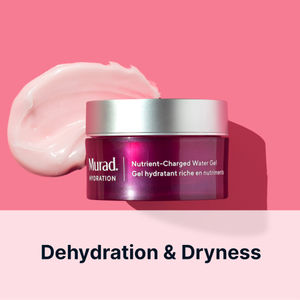 Murad.
HYDRATION
Nutrient-Charged Water Gel
Gel hydratant riche en nutriments
Dehydration & Dryness